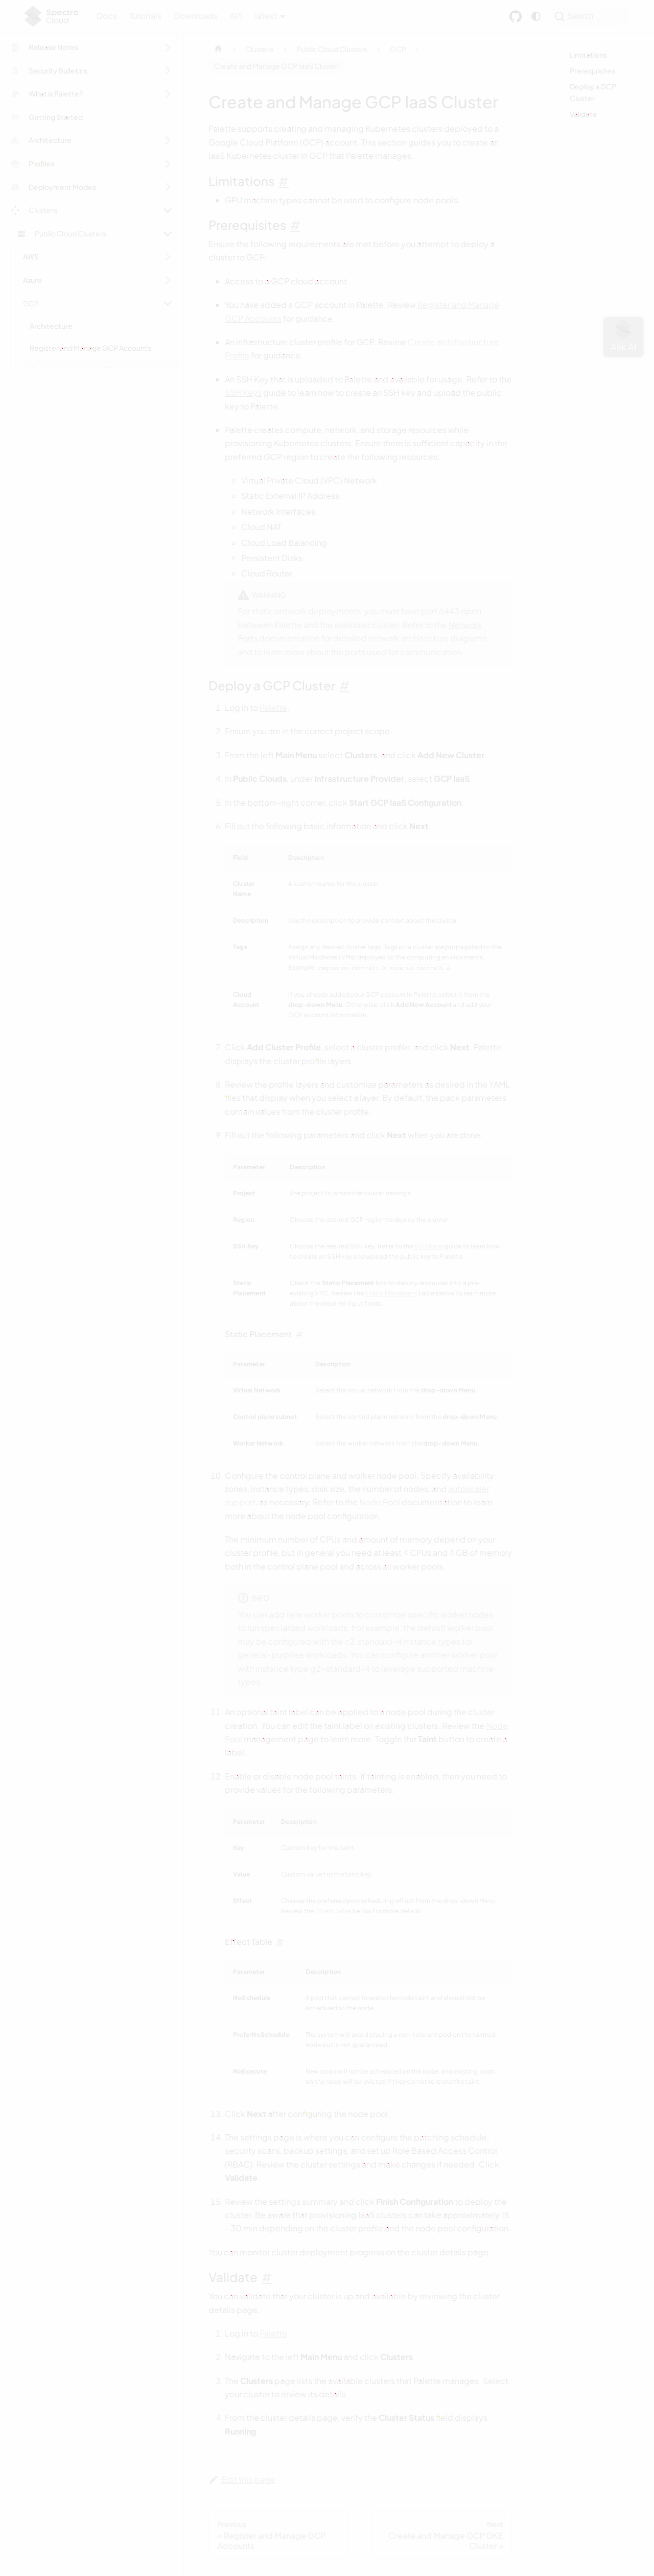 Spectro Cloud
Docs Tutorials Downloads API latest
Search
Release Notes
Security Bulletins
What is Palette?
Getting Started
Architecture
Profiles
Deployment Modes
Clusters
Public Cloud Clusters
AWS
Azure
GCP
Architecture
Register and Manage GCP Accounts
Clusters
Public Cloud Clusters
GCP
Create and Manage GCP IaaS Cluster
Create and Manage GCP IaaS Cluster
Palette supports creating and managing Kubernetes clusters deployed to a
Google Cloud Platform (GCP) account. This section guides you to create an
IaaS Kubernetes cluster in GCP that Palette manages.
Limitations #
GPU machine types cannot be used to configure node pools.
Prerequisites #
Ensure the following requirements are met before you attempt to deploy a
cluster to GCP:
Access to a GCP cloud account
You have added a GCP account in Palette. Review Register and Manage
GCP Accounts for guidance.
An infrastructure cluster profile for GCP. Review Create an Infrastructure
Profile for guidance.
An SSH Key that is uploaded to Palette and available for usage. Refer to the
SSH Keys guide to learn how to create an SSH key and upload the public
key to Palette.
Palette creates compute, network, and storage resources while
provisioning Kubernetes clusters. Ensure there is sufficient capacity in the
preferred GCP region to create the following resources:
Virtual Private Cloud (VPC) Network
Static External IP Address
Network Interfaces
Cloud NAT
Cloud Load Balancing
Persistent Disks
Cloud Router
WARNING
For static network deployments, you must have port 6443 open
between Palette and the workload cluster. Refer to the Network
Ports documentation for detailed network architecture diagrams
and to learn more about the ports used for communication.
Deploy a GCP Cluster #
1. Log in to Palette.
2. Ensure you are in the correct project scope.
3. From the left Main Menu select Clusters, and click Add New Cluster.
4. In Public Clouds, under Infrastructure Provider, select GCP IaaS.
5. In the bottom-right corner, click Start GCP IaaS Configuration.
6. Fill out the following basic information and click Next.
Field Description
Cluster Name
A custom name for the cluster.
Description Use the description to provide context about the cluster.
Tags
Assign any desired cluster tags. Tags on a cluster are propagated to the
Cloud Account
If you already added your GCP account in Palette, select it from the
drop-down Menu. Otherwise, click Add New Account and add your
GCP account information.
7. Click Add Cluster Profile, select a cluster profile, and click Next. Palette
displays the cluster profile layers.
8. Review the profile layers and customize parameters as desired in the YAML
files that display when you select a layer. By default, the pack parameters
contain values from the cluster profile.
9. Fill out the following parameters and click Next when you are done.
Parameter Description
Project The project to which the cluster belongs.
Region Choose the desired GCP region to deploy the cluster.
SSH Key
Choose the desired SSH key. Refer to the SSH Keys guide to learn how
to create an SSH key and upload the public key to Palette.
Static Placement
Check the Static Placement box to deploy resources into a pre-
existing VPC. Review the Static Placement table below to learn more
about the required input fields.
Static Placement #
Parameter Description
Virtual Network Select the virtual network from the drop-down Menu.
Control plane subnet Select the control plane network from the drop-down Menu.
Worker Network Select the worker network from the drop-down Menu.
10. Configure the control plane and worker node pool. Specify availability
zones, instance types, disk size, the number of nodes, and autoscaler
support, as necessary. Refer to the Node Pool documentation to learn
more about the node pool configuration.
The minimum number of CPUs and amount of memory depend on your
cluster profile, but in general you need at least 4 CPUs and 4 GB of memory
both in the control plane pool and across all worker pools.
INFO
You can add new worker pools to customize specific worker nodes
to run specialized workloads. For example, the default worker pool
may be configured with the c2-standard-4 instance types for
general-purpose workloads. You can configure another worker pool
with instance type g2-standard-4 to leverage supported machine
types.
11. An optional taint label can be applied to a node pool during the cluster
creation. You can edit the taint label on existing clusters. Review the Node
Pool management page to learn more. Toggle the Taint button to create a
label.
12. Enable or disable node pool taints. If tainting is enabled, then you need to
provide values for the following parameters.
Parameter Description
Key Custom key for the taint.
Value Custom value for the taint key.
Effect
Choose the preferred pod scheduling effect from the drop-down Menu.
Review the Effect Table below for more details.
Effect Table #
Parameter Description
NoSchedule
A pod that cannot tolerate the node taint and should not be
scheduled to the node.
PreferNoSchedule
The system will avoid placing a non-tolerant pod to the tainted
node but is not guaranteed.
NoExecute
New pods will not be scheduled on the node, and existing pods
on the node will be evicted if they do not tolerate the taint.
13. Click Next after configuring the node pool.
14. The settings page is where you can configure the patching schedule,
security scans, backup settings, and set up Role Based Access Control
(RBAC). Review the cluster settings and make changes if needed. Click
Validate.
15. Review the settings summary and click Finish Configuration to deploy the
cluster. Be aware that provisioning IaaS clusters can take approximately 15
- 30 min depending on the cluster profile and the node pool configuration.
You can monitor cluster deployment progress on the cluster details page.
Validate #
You can validate that your cluster is up and available by reviewing the cluster
details page.
1. Log in to Palette.
2. Navigate to the left Main Menu and click Clusters.
3. The Clusters page lists the available clusters that Palette manages. Select
your cluster to review its details.
4. From the cluster details page, verify the Cluster Status field displays
Running.
Edit this page
Previous
« Register and Manage GCP
Accounts
Next
Create and Manage GCP GKE
Cluster »
Limitations
Prerequisites
Deploy a GCP
Cluster
Validate
Ask AI